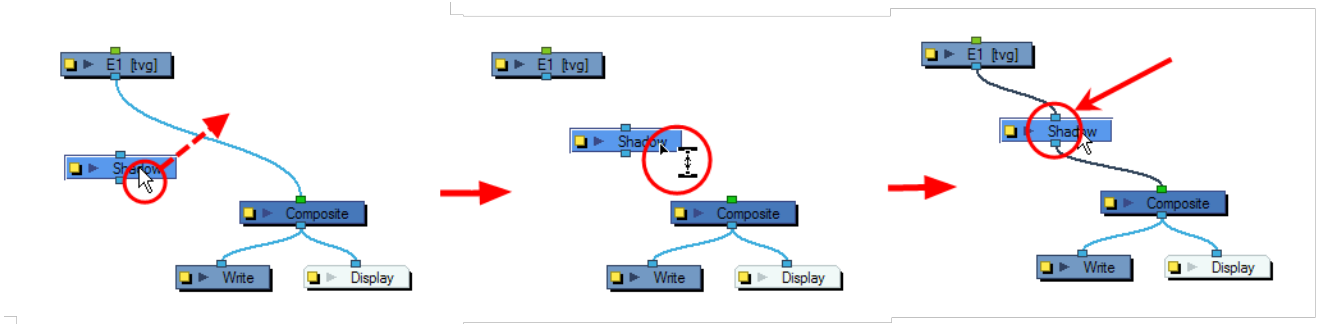 E1 [tvg]
Shadow
Composite
Write
Display
E1 [tvg]
Shadow
Composite
Write
Display
E1 [tvg]
Shadow
Composite
Write
Display